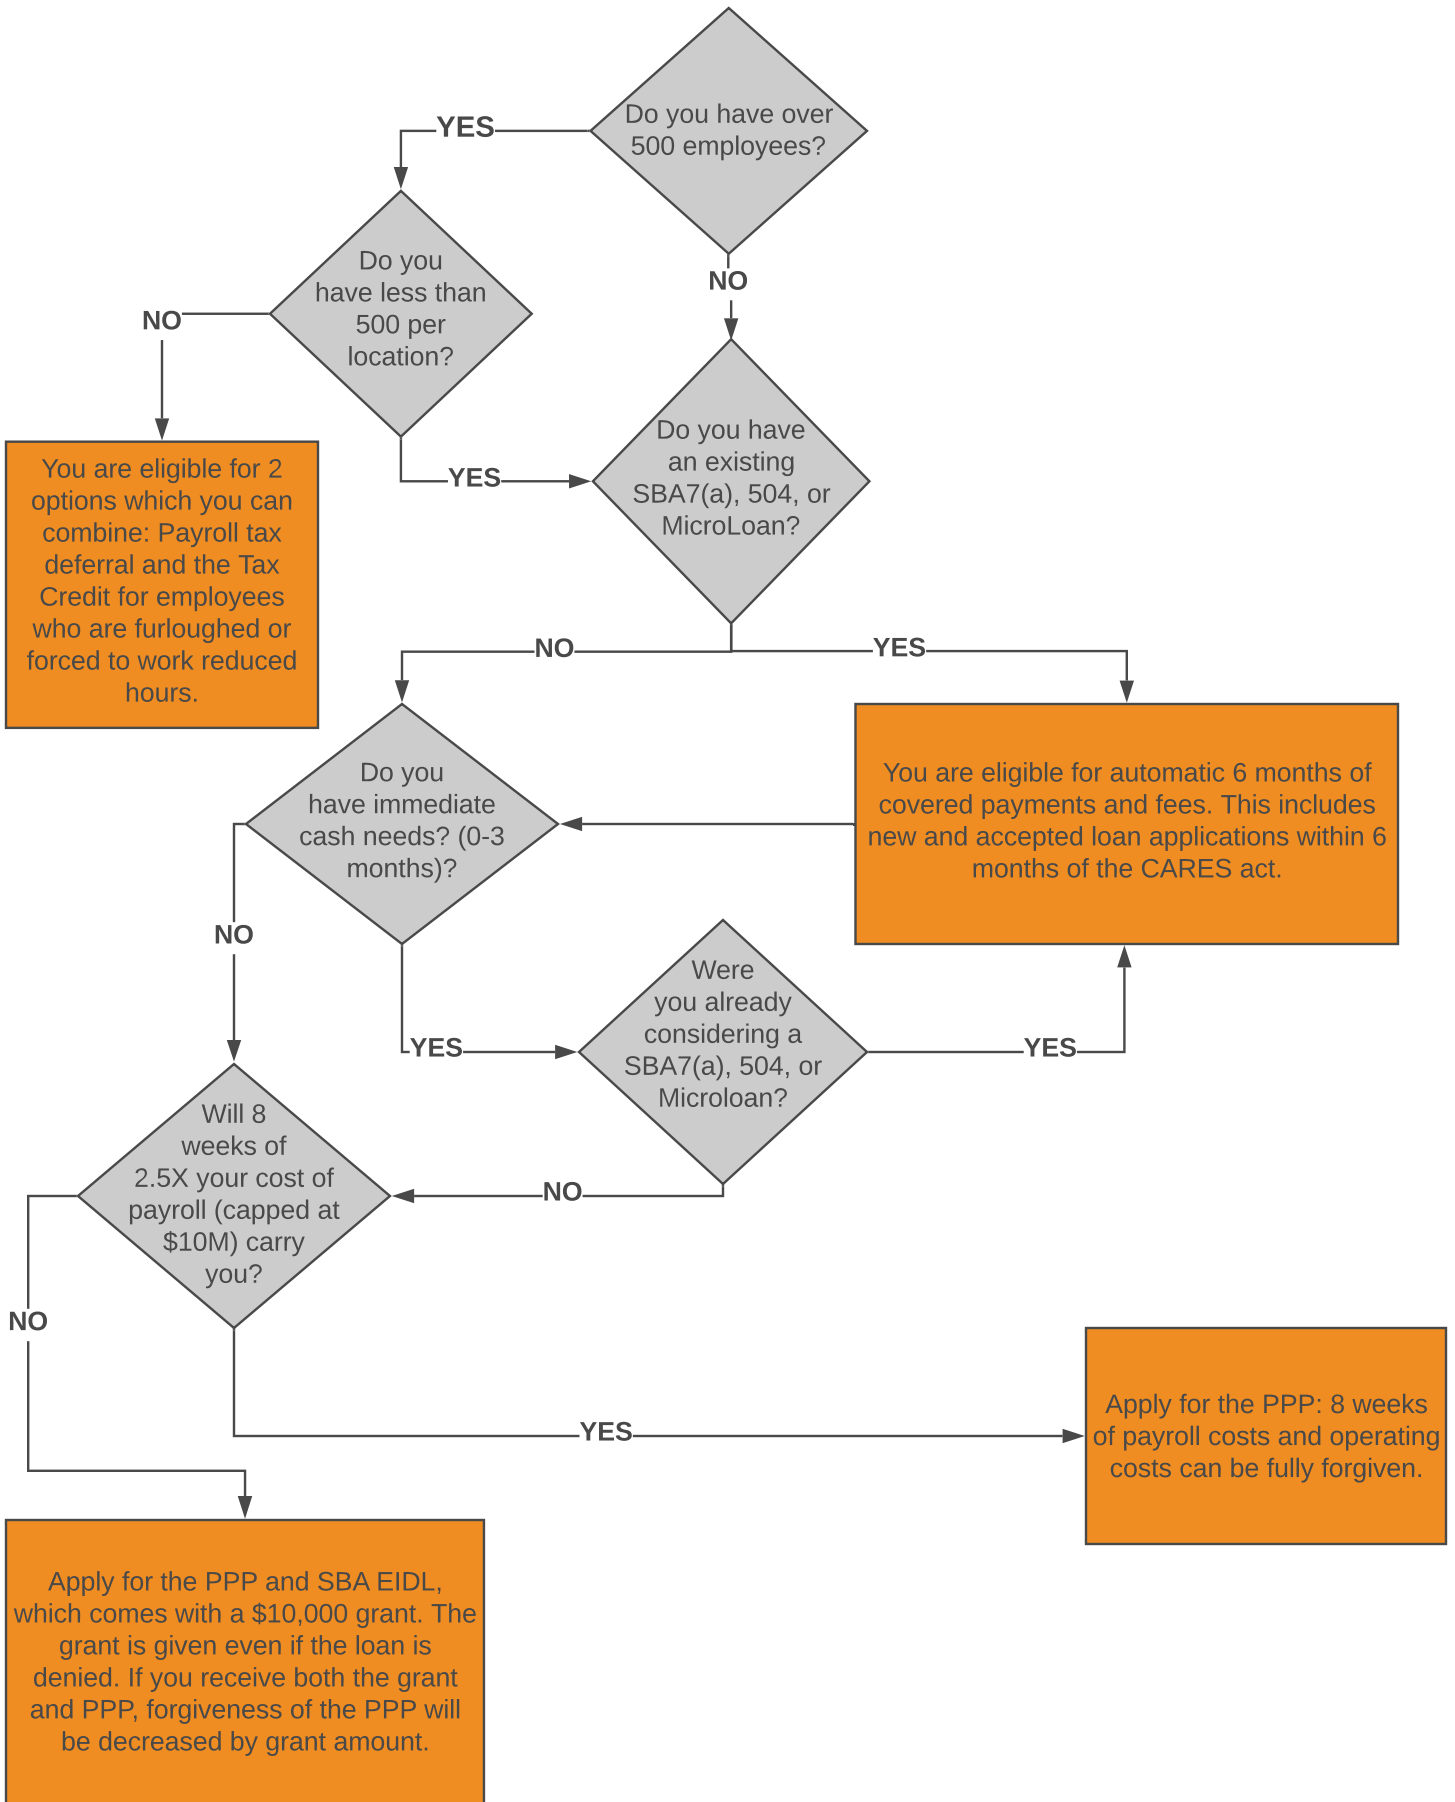 Do you have over
500 employees?
YES
NO
Do you
have less than
500 per
location?
NO
YES
You are eligible for 2
options which you can
combine: Payroll tax
deferral and the Tax
Credit for employees
who are furloughed or
forced to work reduced
hours.
Do you have
an existing
SBA7(a), 504, or
MicroLoan?
NO
YES
Do you
have immediate
cash needs? (0-3
months)?
You are eligible for automatic 6 months of
covered payments and fees. This includes
new and accepted loan applications within 6
months of the CARES act.
NO
YES
Were
you already
considering a
SBA7(a), 504, or
Microloan?
YES
NO
Will 8
weeks of
2.5X your cost of
payroll (capped at
$10M) carry
you?
NO
YES
Apply for the PPP: 8 weeks
of payroll costs and operating
costs can be fully forgiven.
Apply for the PPP and SBA EIDL,
which comes with a $10,000 grant. The
grant is given even if the loan is
denied. If you receive both the grant
and PPP, forgiveness of the PPP will
be decreased by grant amount.